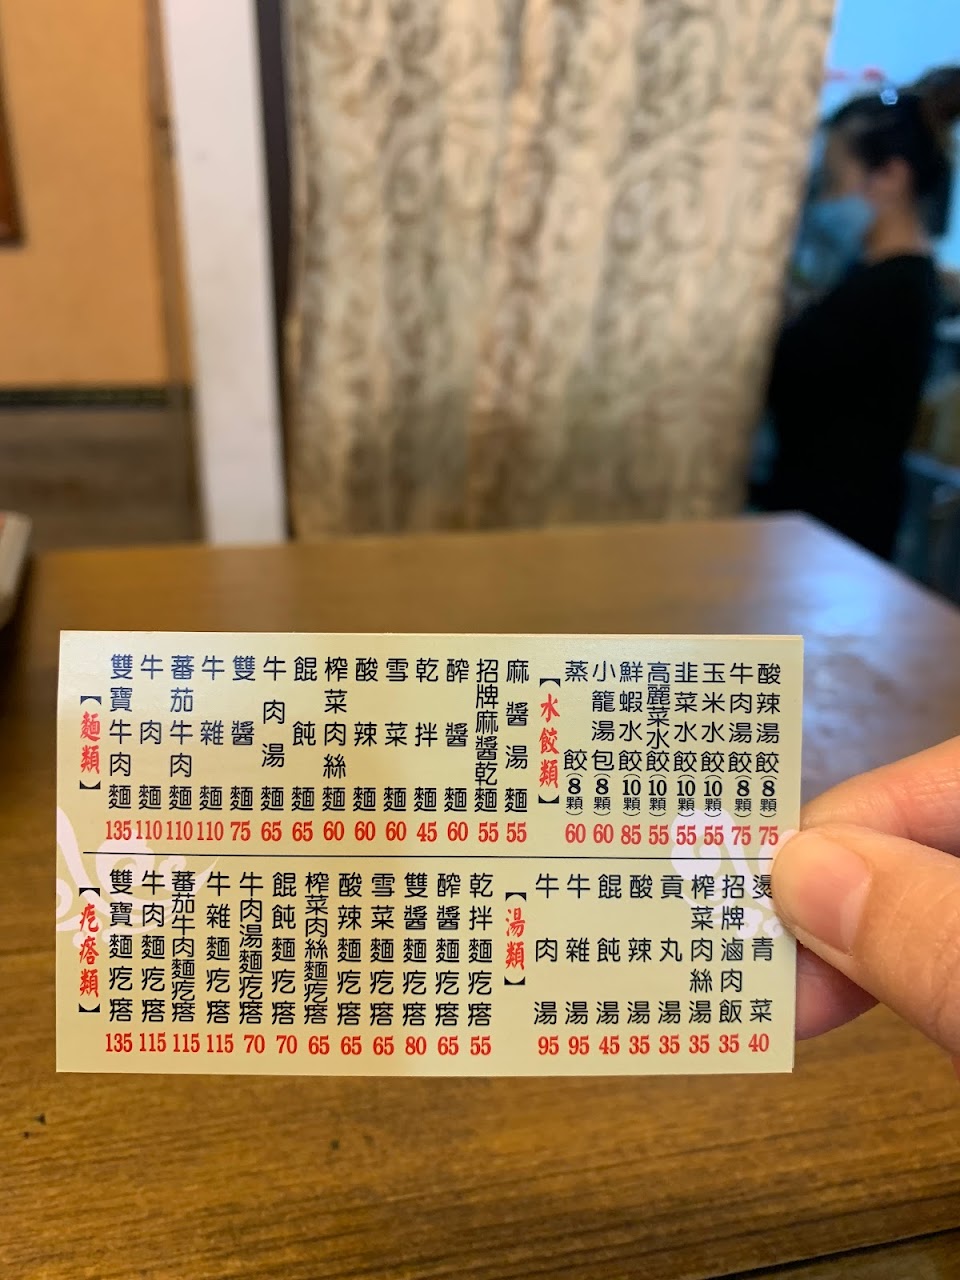 【麵類】
雙寶牛肉麵 135
牛肉麵 110
蕃茄牛肉麵 110
牛雜麵 110
雙醬麵 75
牛肉湯麵 65
餛飩麵 65
榨菜肉絲麵 60
酸辣麵 60
雪菜麵 60
乾拌麵 45
醡醬麵 60
招牌麻醬乾麵 55
麻醬湯麵 55
【水餃類】
蒸餃(8顆) 60
小籠湯包(8顆) 60
鮮蝦水餃(10顆) 85
高麗菜水餃(10顆) 55
韭菜水餃(10顆) 55
玉米水餃(10顆) 55
牛肉湯餃(8顆) 75
酸辣湯餃(8顆) 75
【疙瘩類】
雙寶麵疙瘩 135
牛肉麵疙瘩 115
蕃茄牛肉麵疙瘩 115
牛雜麵疙瘩 115
牛肉湯麵疙瘩 70
餛飩麵疙瘩 70
榨菜肉絲麵疙瘩 65
酸辣麵疙瘩 65
雪菜麵疙瘩 65
雙醬麵疙瘩 80
醡醬麵疙瘩 65
乾拌麵疙瘩 55
【湯類】
牛肉湯 95
牛雜湯 95
餛飩湯 45
酸辣湯 35
貢丸湯 35
榨菜肉絲湯 35
招牌滷肉飯 35
燙青菜 40